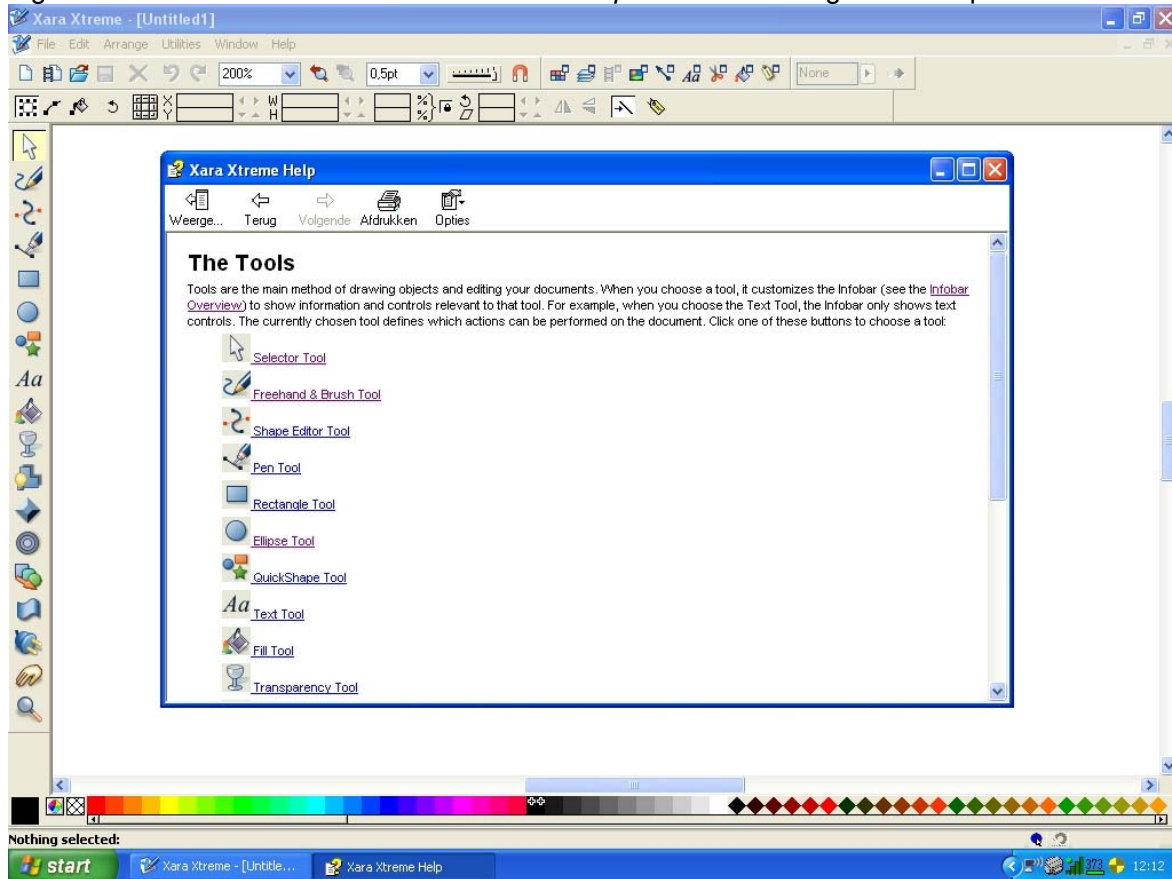 Xara Xtreme - [Untitled1]
File Edit Arrange Utilities Window Help
200% 0,5pt None
X Y W H % %
Aa
Xara Xtreme Help
Weerge... Terug Volgende Afdrukken Opties
The Tools
Tools are the main method of drawing objects and editing your documents. When you choose a tool, it customizes the Infobar (see the Infobar
Overview) to show information and controls relevant to that tool. For example, when you choose the Text Tool, the Infobar only shows text
controls. The currently chosen tool defines which actions can be performed on the document. Click one of these buttons to choose a tool:
Selector Tool
Freehand & Brush Tool
Shape Editor Tool
Pen Tool
Rectangle Tool
Ellipse Tool
QuickShape Tool
Aa Text Tool
Fill Tool
Transparency Tool
Nothing selected:
start Xara Xtreme - [Untitle... Xara Xtreme Help 373 12:12